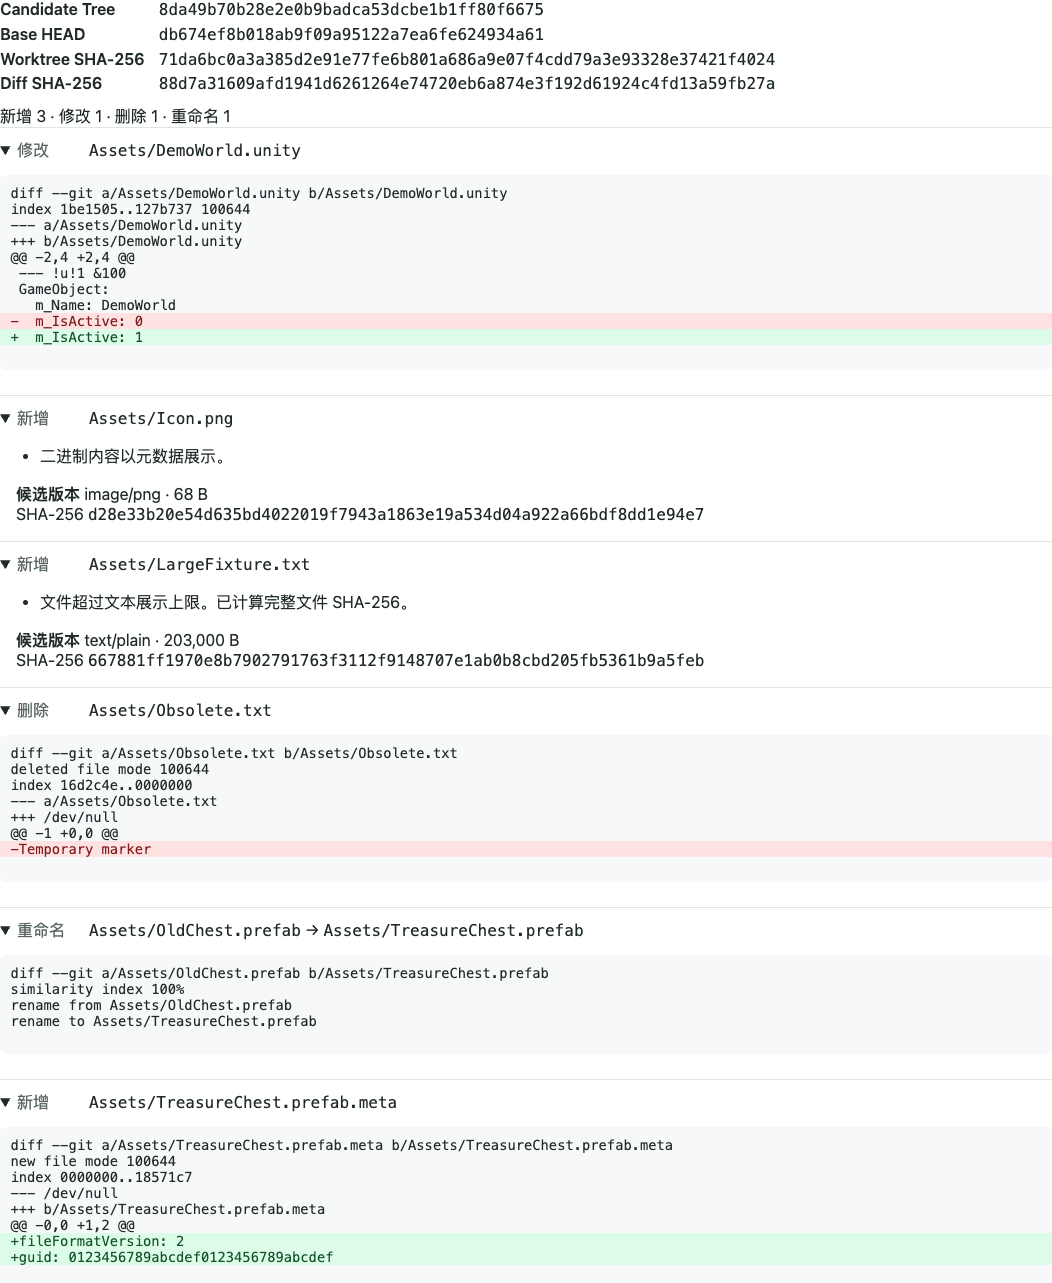 Candidate Tree 8da49b70b28e2e0b9badca53dcbe1b1ff80f6675
Base HEAD db674ef8b018ab9f09a95122a7ea6fe624934a61
Worktree SHA-256 71da6bc0a3a385d2e91e77fe6b801a686a9e07f4cdd79a3e93328e37421f4024
Diff SHA-256 88d7a31609afd1941d6261264e74720eb6a874e3f192d61924c4fd13a59fb27a
新增 3 · 修改 1 · 删除 1 · 重命名 1
▼ 修改 Assets/DemoWorld.unity
diff --git a/Assets/DemoWorld.unity b/Assets/DemoWorld.unity
index 1be1505..127b737 100644
--- a/Assets/DemoWorld.unity
+++ b/Assets/DemoWorld.unity
@@ -2,4 +2,4 @@
 --- !u!1 &100
 GameObject:
   m_Name: DemoWorld
-  m_IsActive: 0
+  m_IsActive: 1
▼ 新增 Assets/Icon.png
• 二进制内容以元数据展示。
候选版本 image/png · 68 B
SHA-256 d28e33b20e54d635bd4022019f7943a1863e19a534d04a922a66bdf8dd1e94e7
▼ 新增 Assets/LargeFixture.txt
• 文件超过文本展示上限。已计算完整文件 SHA-256。
候选版本 text/plain · 203,000 B
SHA-256 667881ff1970e8b7902791763f3112f9148707e1ab0b8cbd205fb5361b9a5feb
▼ 删除 Assets/Obsolete.txt
diff --git a/Assets/Obsolete.txt b/Assets/Obsolete.txt
deleted file mode 100644
index 16d2c4e..0000000
--- a/Assets/Obsolete.txt
+++ /dev/null
@@ -1 +0,0 @@
-Temporary marker
▼ 重命名 Assets/OldChest.prefab → Assets/TreasureChest.prefab
diff --git a/Assets/OldChest.prefab b/Assets/TreasureChest.prefab
similarity index 100%
rename from Assets/OldChest.prefab
rename to Assets/TreasureChest.prefab
▼ 新增 Assets/TreasureChest.prefab.meta
diff --git a/Assets/TreasureChest.prefab.meta b/Assets/TreasureChest.prefab.meta
new file mode 100644
index 0000000..18571c7
--- /dev/null
+++ b/Assets/TreasureChest.prefab.meta
@@ -0,0 +1,2 @@
+fileFormatVersion: 2
+guid: 0123456789abcdef0123456789abcdef